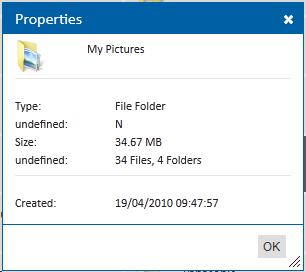 Properties ×
My Pictures
Type: File Folder
undefined: N
Size: 34.67 MB
undefined: 34 Files, 4 Folders
Created: 19/04/2010 09:47:57
OK